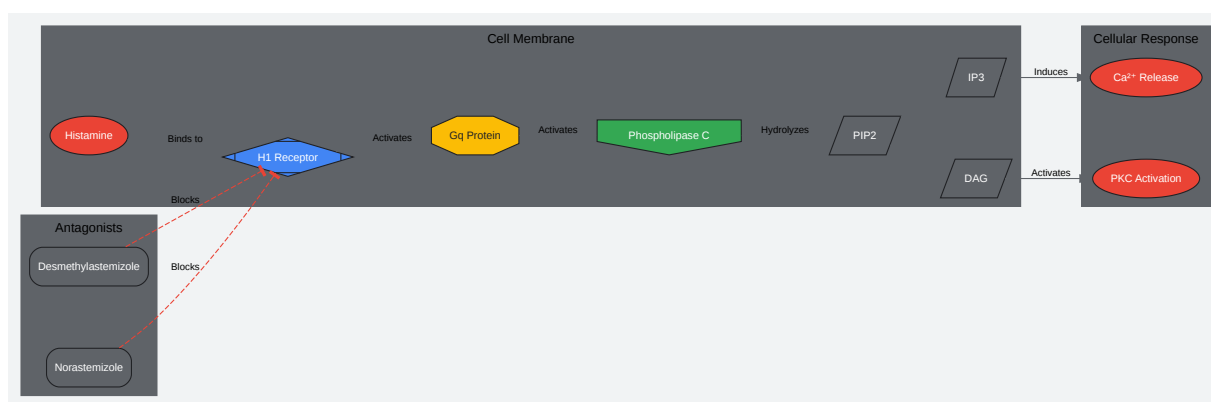 Cell Membrane
Cellular Response
IP3
Induces
Ca²⁺ Release
Histamine
Binds to
H1 Receptor
Activates
Gq Protein
Activates
Phospholipase C
Hydrolyzes
PIP2
DAG
Activates
PKC Activation
Blocks
Antagonists
Desmethylastemizole
Blocks
Norastemizole